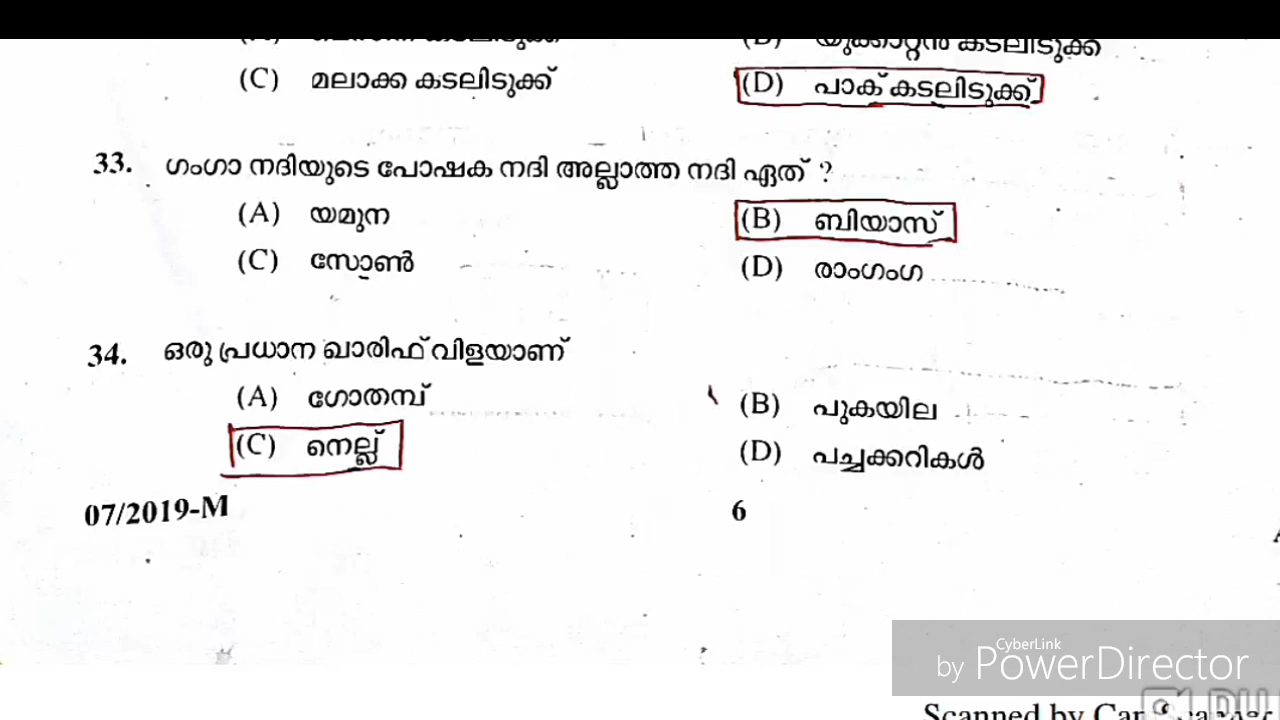 (C) മലാക്ക കടലിടുക്ക് (D) പാക് കടലിടുക്ക്
33. ഗംഗാ നദിയുടെ പോഷക നദി അല്ലാത്ത നദി ഏത് ?
(A) യമുന (B) ബിയാസ്
(C) സോൺ (D) രാംഗംഗ
34. ഒരു പ്രധാന ഖാരിഫ് വിളയാണ്
(A) ഗോതമ്പ് (B) പുകയില
(C) നെല്ല് (D) പച്ചക്കറികൾ
07/2019-M 6
CyberLink
by PowerDirector
Scanned by